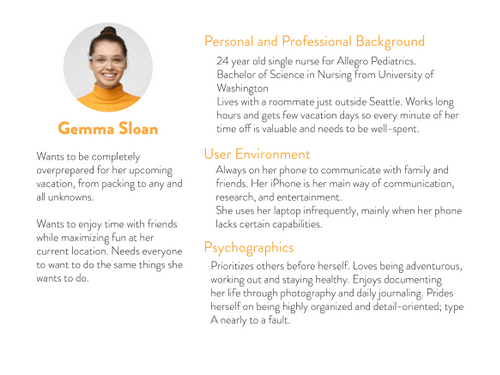 Gemma Sloan
Wants to be completely
overprepared for her upcoming
vacation, from packing to any and
all unknowns.
Wants to enjoy time with friends
while maximizing fun at her
current location. Needs everyone
to want to do the same things she
wants to do.
Personal and Professional Background
24 year old single nurse for Allegro Pediatrics.
Bachelor of Science in Nursing from University of
Washington
Lives with a roommate just outside Seattle. Works long
hours and gets few vacation days so every minute of her
time off is valuable and needs to be well-spent.
User Environment
Always on her phone to communicate with family and
friends. Her iPhone is her main way of communication,
research, and entertainment.
She uses her laptop infrequently, mainly when her phone
lacks certain capabilities.
Psychographics
Prioritizes others before herself. Loves being adventurous,
working out and staying healthy. Enjoys documenting
her life through photography and daily journaling. Prides
herself on being highly organized and detail-oriented; type
A nearly to a fault.